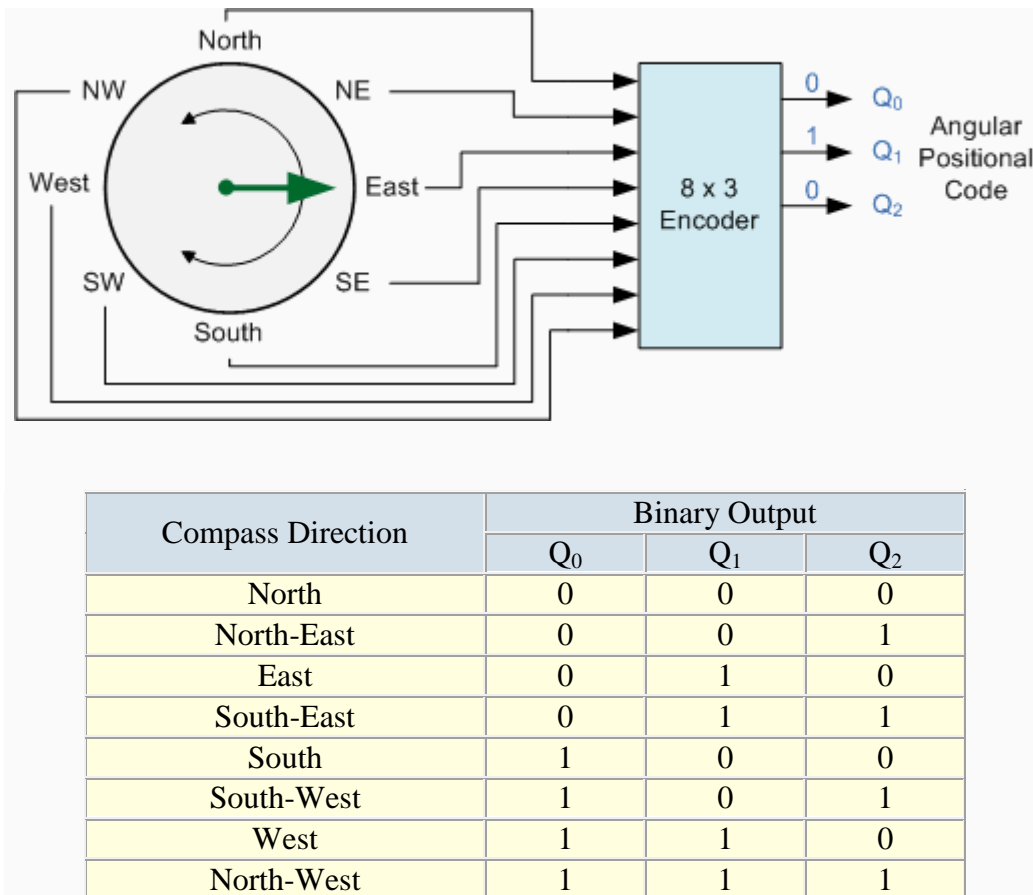 North
NW
NE
West
East
SW
SE
South
8 x 3
Encoder
0
Q₀
1
Q₁
0
Q₂
Angular
Positional
Code
Compass Direction
Binary Output
Q₀ Q₁ Q₂
North 0 0 0
North-East 0 0 1
East 0 1 0
South-East 0 1 1
South 1 0 0
South-West 1 0 1
West 1 1 0
North-West 1 1 1